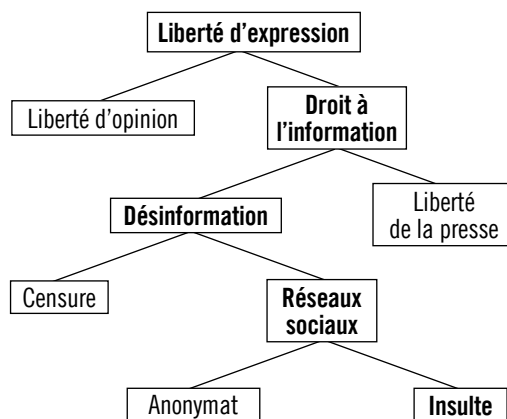 Liberté d'expression
Liberté d'opinion
Droit à
l'information
Désinformation
Liberté
de la presse
Censure
Réseaux
sociaux
Anonymat
Insulte